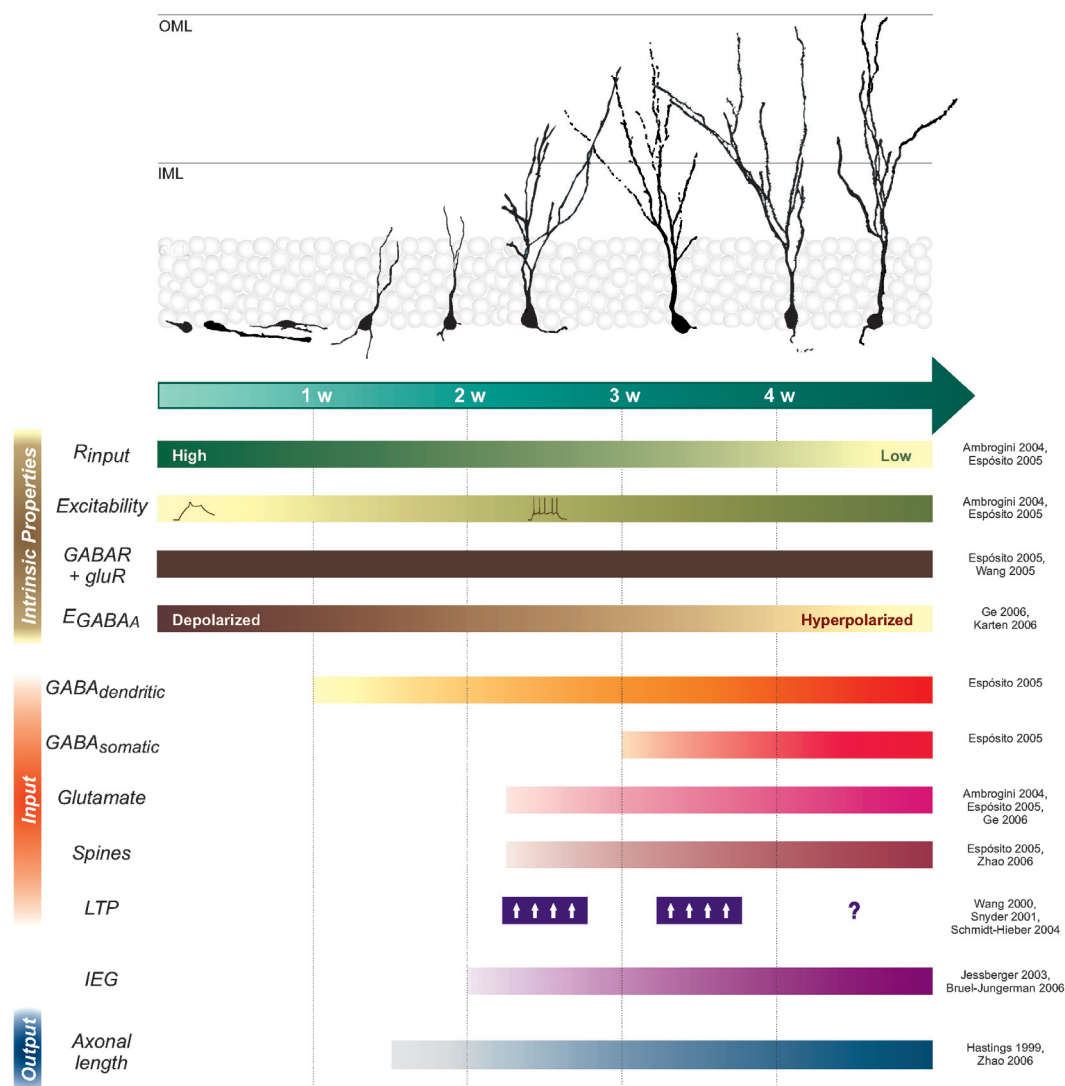 OML
IML
1 w 2 w 3 w 4 w
Intrinsic Properties
Rinput
High
Low
Ambrogini 2004,
Espósito 2005
Excitability
Ambrogini 2004,
Espósito 2005
GABAR
+ gluR
Espósito 2005,
Wang 2005
EGABAA
Depolarized
Hyperpolarized
Ge 2006,
Karten 2006
Input
GABAdendritic
Espósito 2005
GABAsomatic
Espósito 2005
Glutamate
Ambrogini 2004,
Espósito 2005,
Ge 2006
Spines
Espósito 2005,
Zhao 2006
LTP
?
Wang 2000,
Snyder 2001,
Schmidt-Hieber 2004
IEG
Jessberger 2003,
Bruel-Jungerman 2006
Output
Axonal
length
Hastings 1999,
Zhao 2006